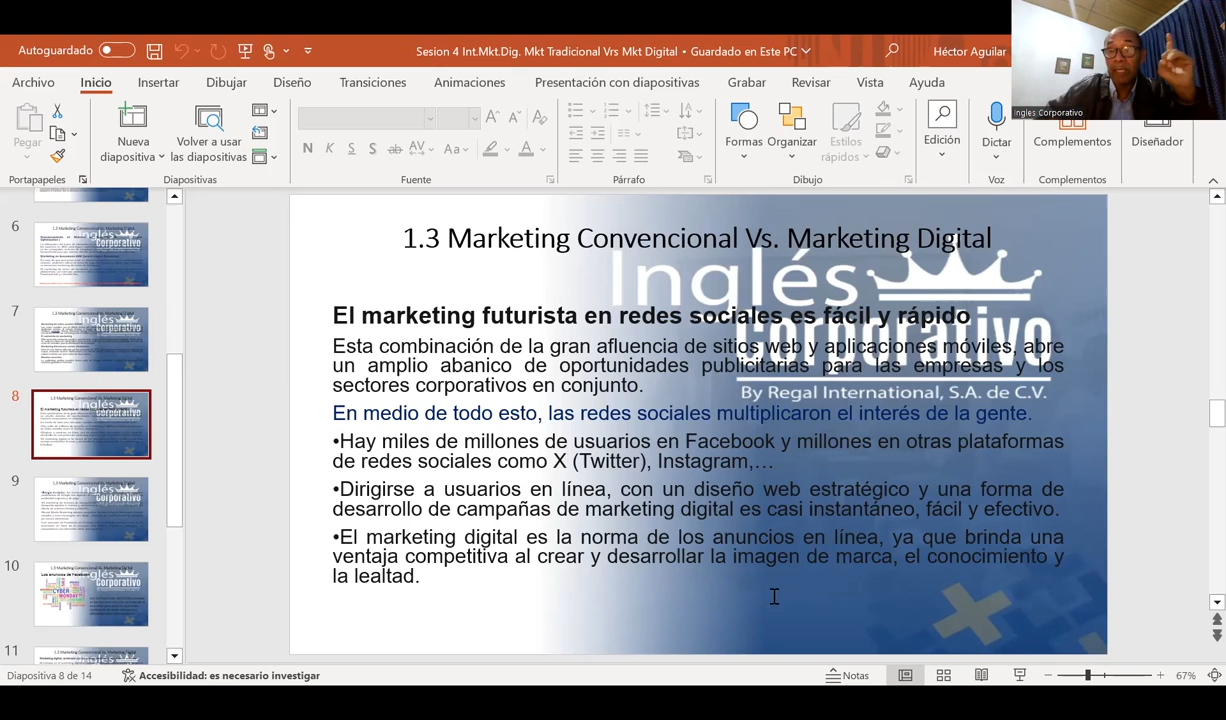 Autoguardado
Sesion 4 Int.Mkt.Dig. Mkt Tradicional Vrs Mkt Digital • Guardado en Este PC
Héctor Aguilar
Archivo Inicio Insertar Dibujar Diseño Transiciones Animaciones Presentación con diapositivas Grabar Revisar Vista Ayuda
Ingles Corporativo
Pegar
Nueva diapositiva
Volver a usar las diapositivas
N K S S ab AV Aa A
Formas
Organizar
Estilos rápidos
Edición
Dictar
Complementos
Diseñador
Portapapeles
Diapositivas
Fuente
Párrafo
Dibujo
Voz
Complementos
6
7
8
9
10
11
1.3 Marketing Convencional Vs. Marketing Digital
Inglés
corporativo
By Regal International, S.A. de C.V.
El marketing futurista en redes sociales es fácil y rápido
Esta combinación de la gran afluencia de sitios web y aplicaciones móviles, abre
un amplio abanico de oportunidades publicitarias para las empresas y los
sectores corporativos en conjunto.
En medio de todo esto, las redes sociales multiplicaron el interés de la gente.
•Hay miles de millones de usuarios en Facebook y millones en otras plataformas
de redes sociales como X (Twitter), Instagram,…
•Dirigirse a usuarios en línea, con un diseño web estratégico y una forma de
desarrollo de campañas de marketing digital es casi instantáneo, fácil y efectivo.
•El marketing digital es la norma de los anuncios en línea, ya que brinda una
ventaja competitiva al crear y desarrollar la imagen de marca, el conocimiento y
la lealtad.
Diapositiva 8 de 14
Accesibilidad: es necesario investigar
Notas
67%